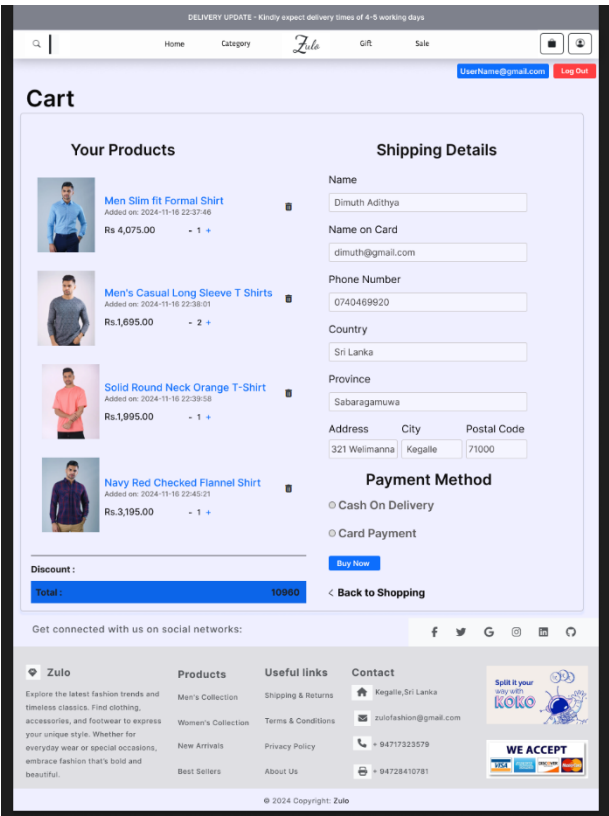 DELIVERY UPDATE - Kindly expect delivery times of 4-5 working days
Home Category Zulo Gift Sale
UserName@gmail.com Log Out
Cart
Your Products
Men Slim fit Formal Shirt
Added on: 2024-11-16 22:37:46
Rs 4,075.00 - 1 +
Men's Casual Long Sleeve T Shirts
Added on: 2024-11-16 22:38:01
Rs.1,695.00 - 2 +
Solid Round Neck Orange T-Shirt
Added on: 2024-11-16 22:39:58
Rs.1,995.00 - 1 +
Navy Red Checked Flannel Shirt
Added on: 2024-11-16 22:45:21
Rs.3,195.00 - 1 +
Discount :
Total : 10960
Shipping Details
Name
Dimuth Adithya
Name on Card
dimuth@gmail.com
Phone Number
0740469920
Country
Sri Lanka
Province
Sabaragamuwa
Address City Postal Code
321 Welimanna Kegalle 71000
Payment Method
Cash On Delivery
Card Payment
Buy Now
< Back to Shopping
Get connected with us on social networks:
Zulo
Explore the latest fashion trends and
timeless classics. Find clothing,
accessories, and footwear to express
your unique style. Whether for
everyday wear or special occasions,
embrace fashion that's bold and
beautiful.
Products
Men's Collection
Women's Collection
New Arrivals
Best Sellers
Useful links
Shipping & Returns
Terms & Conditions
Privacy Policy
About Us
Contact
Kegalle,Sri Lanka
zulofashion@gmail.com
+ 94717323579
+ 94728410781
Split it your
way with
KOKO
WE ACCEPT
VISA
© 2024 Copyright: Zulo